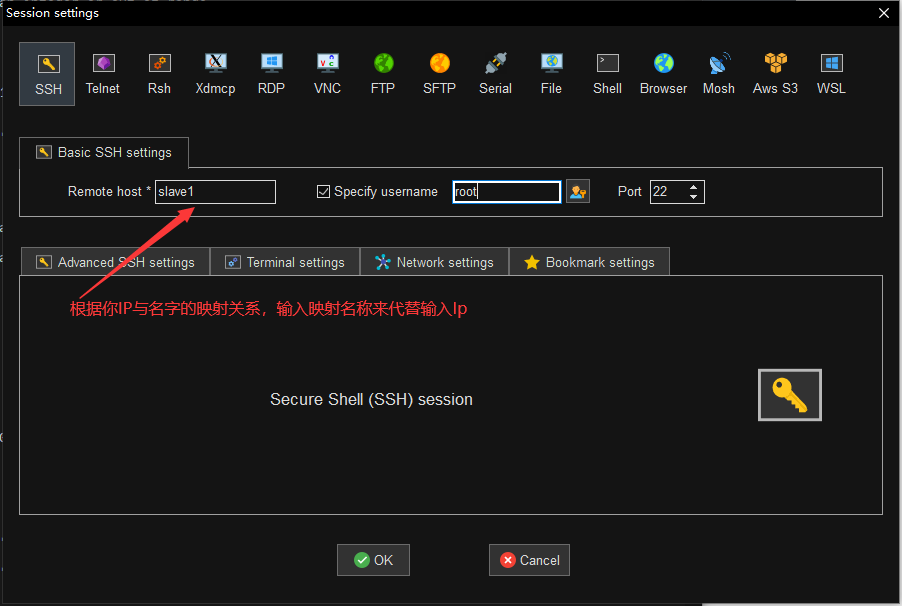 Session settings
SSH Telnet Rsh Xdmcp RDP VNC FTP SFTP Serial File Shell Browser Mosh Aws S3 WSL
Basic SSH settings
Remote host * slave1 Specify username root Port 22
Advanced SSH settings Terminal settings Network settings Bookmark settings
根据你IP与名字的映射关系，输入映射名称来代替输入Ip
Secure Shell (SSH) session
OK Cancel